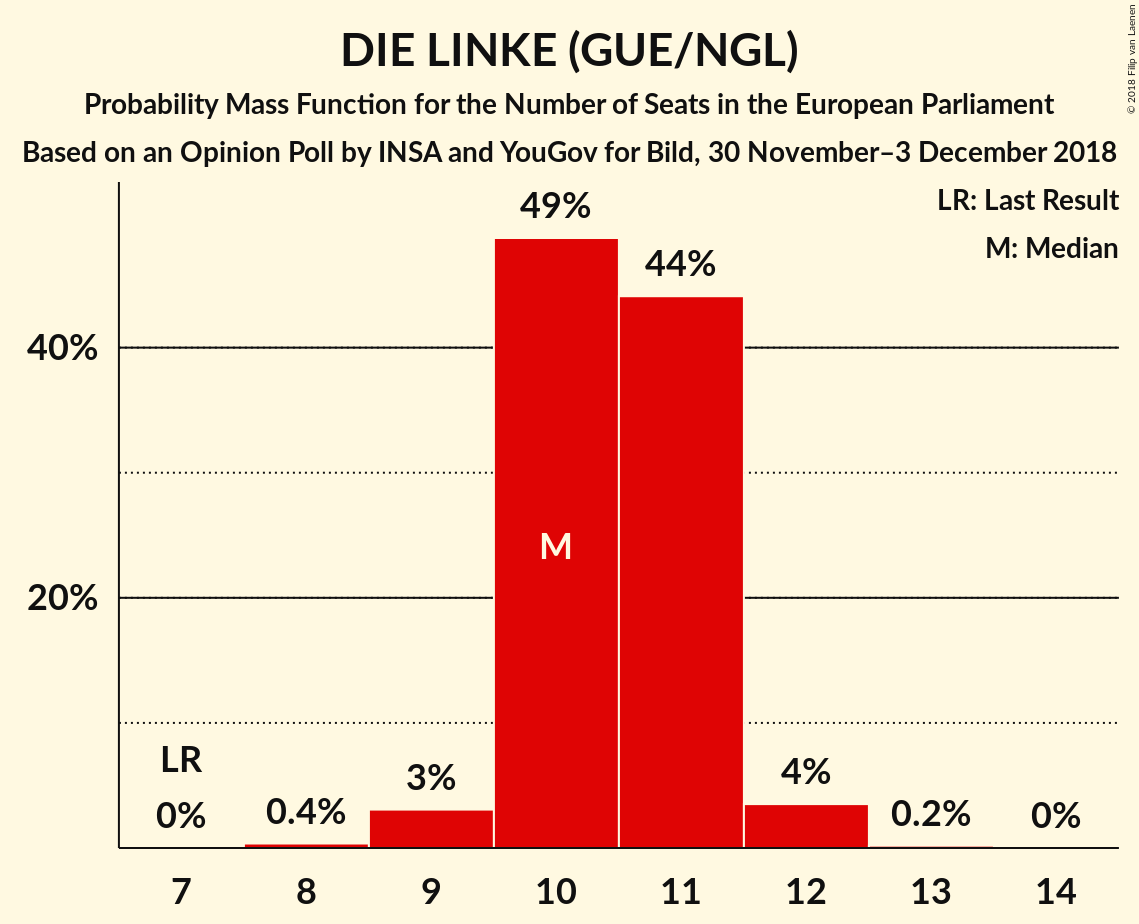 DIE LINKE (GUE/NGL)
Probability Mass Function for the Number of Seats in the European Parliament
Based on an Opinion Poll by INSA and YouGov for Bild, 30 November–3 December 2018
© 2018 Filip van Laenen
LR: Last Result
M: Median
49%
44%
40%
M
20%
LR
0%
0.4%
3%
4%
0.2%
0%
7 8 9 10 11 12 13 14